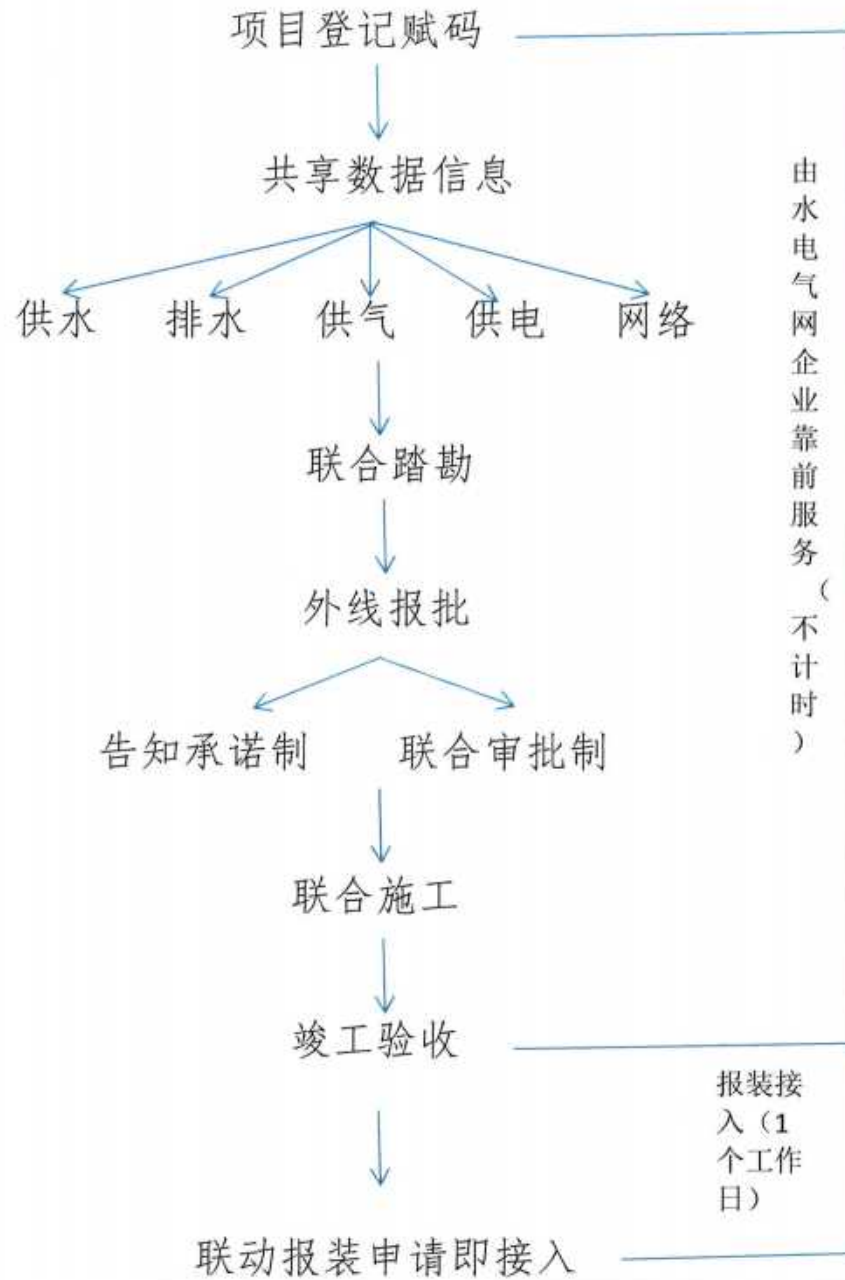 项目登记赋码
共享数据信息
供水 排水 供气 供电 网络
联合踏勘
外线报批
告知承诺制 联合审批制
联合施工
竣工验收
联动报装申请即接入
由水电气网企业靠前服务（不计时）
报装接
入（1
个工作
日）